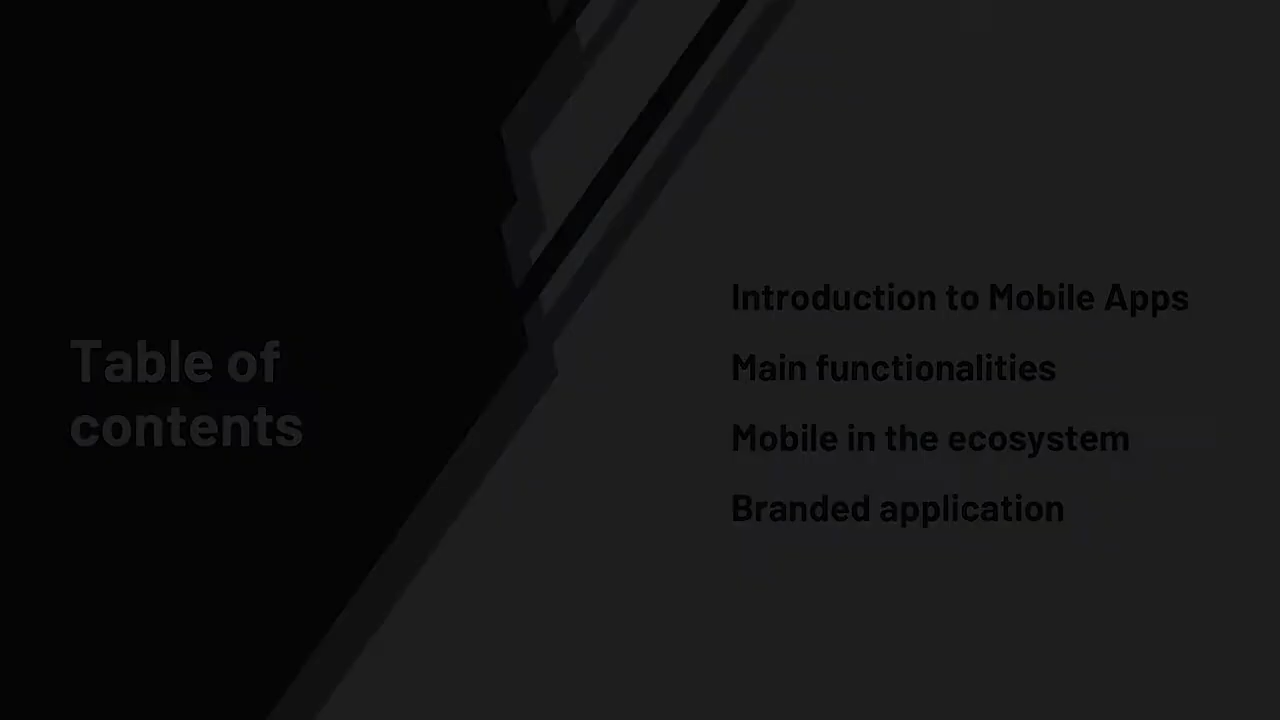 Table of
contents
Introduction to Mobile Apps
Main functionalities
Mobile in the ecosystem
Branded application